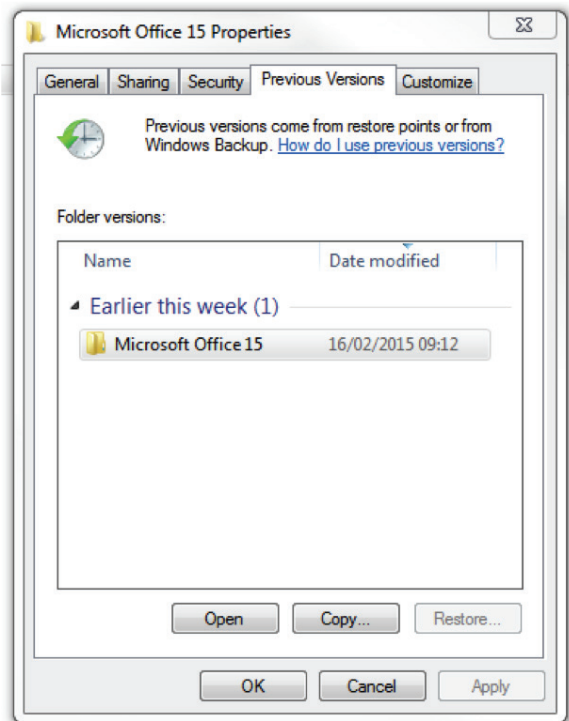 Microsoft Office 15 Properties
General Sharing Security Previous Versions Customize
Previous versions come from restore points or from
Windows Backup. How do I use previous versions?
Folder versions:
Name Date modified
Earlier this week (1)
Microsoft Office 15 16/02/2015 09:12
Open Copy... Restore...
OK Cancel Apply